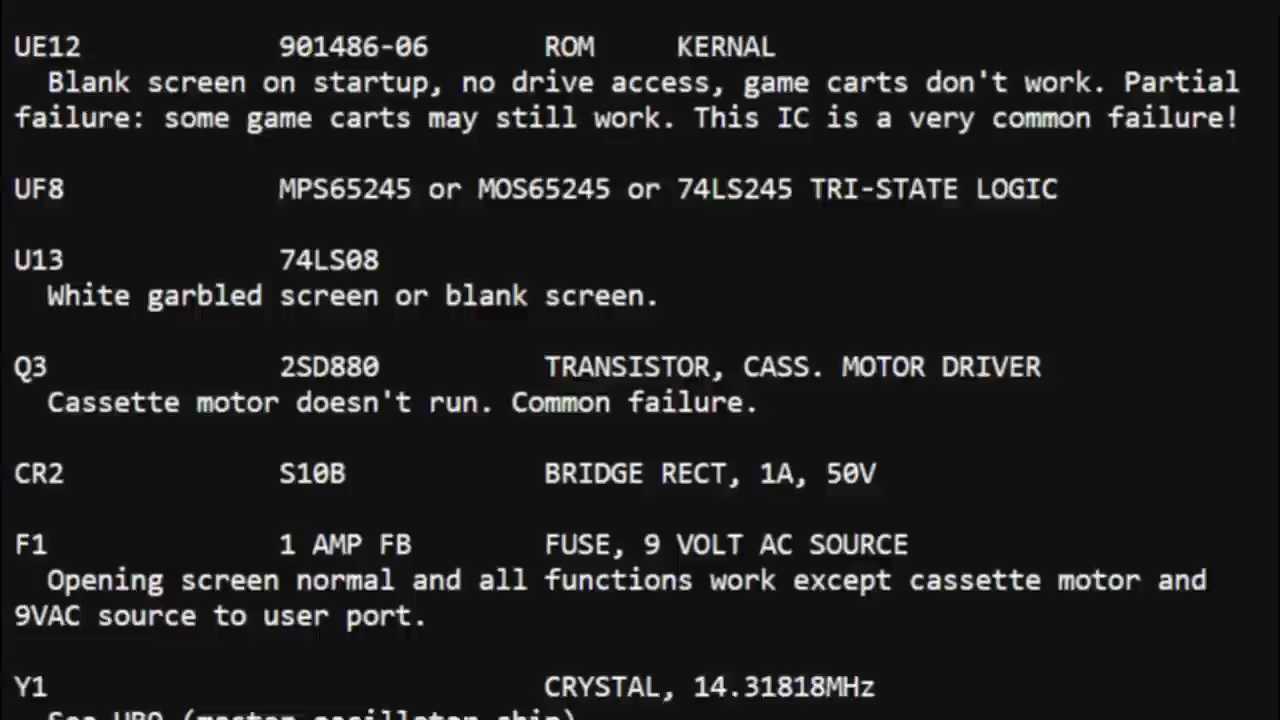 UE12 901486-06 ROM KERNAL
Blank screen on startup, no drive access, game carts don't work. Partial
failure: some game carts may still work. This IC is a very common failure!
UF8 MPS65245 or MOS65245 or 74LS245 TRI-STATE LOGIC
U13 74LS08
White garbled screen or blank screen.
Q3 2SD880 TRANSISTOR, CASS. MOTOR DRIVER
Cassette motor doesn't run. Common failure.
CR2 S10B BRIDGE RECT, 1A, 50V
F1 1 AMP FB FUSE, 9 VOLT AC SOURCE
Opening screen normal and all functions work except cassette motor and
9VAC source to user port.
Y1 CRYSTAL, 14.31818MHz
(master oscillator chip)